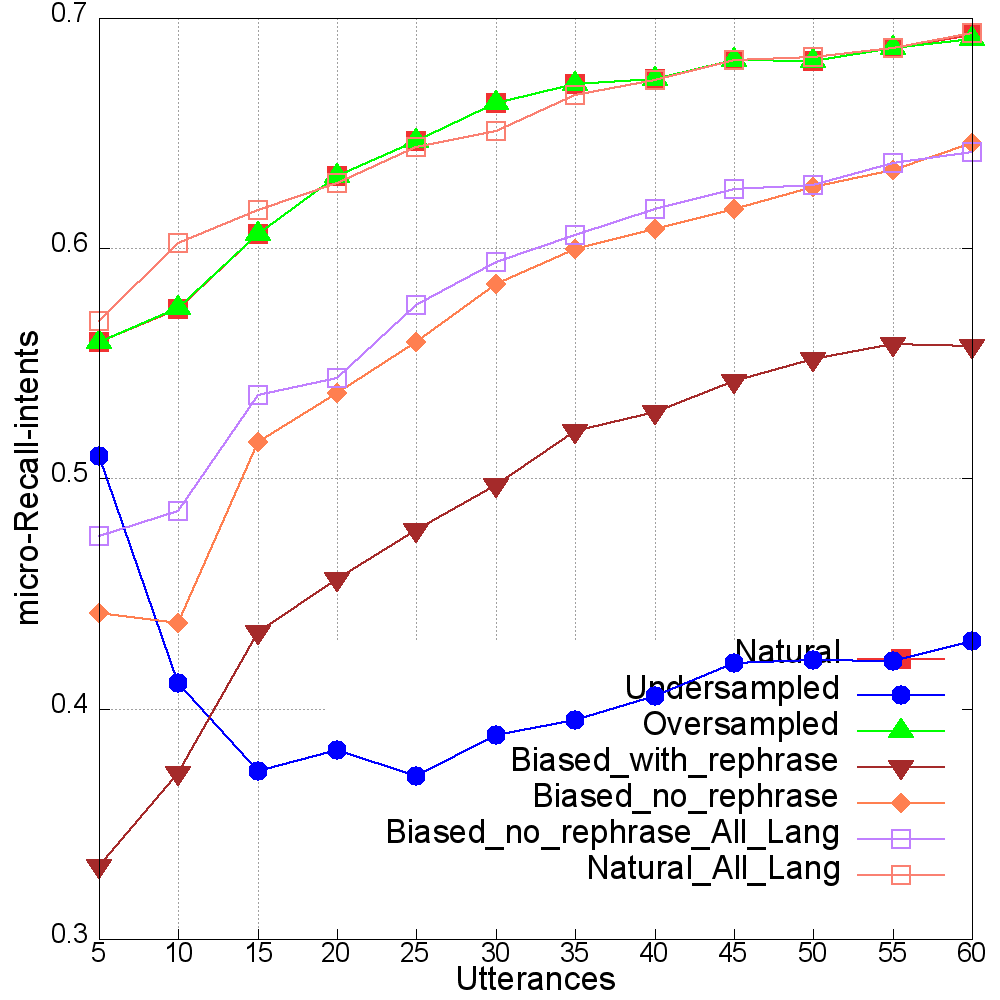 0.7
0.6
0.5
0.4
0.3
micro-Recall-intents
Natural
Undersampled
Oversampled
Biased_with_rephrase
Biased_no_rephrase
Biased_no_rephrase_All_Lang
Natural_All_Lang
5 10 15 20 25 30 35 40 45 50 55 60
Utterances